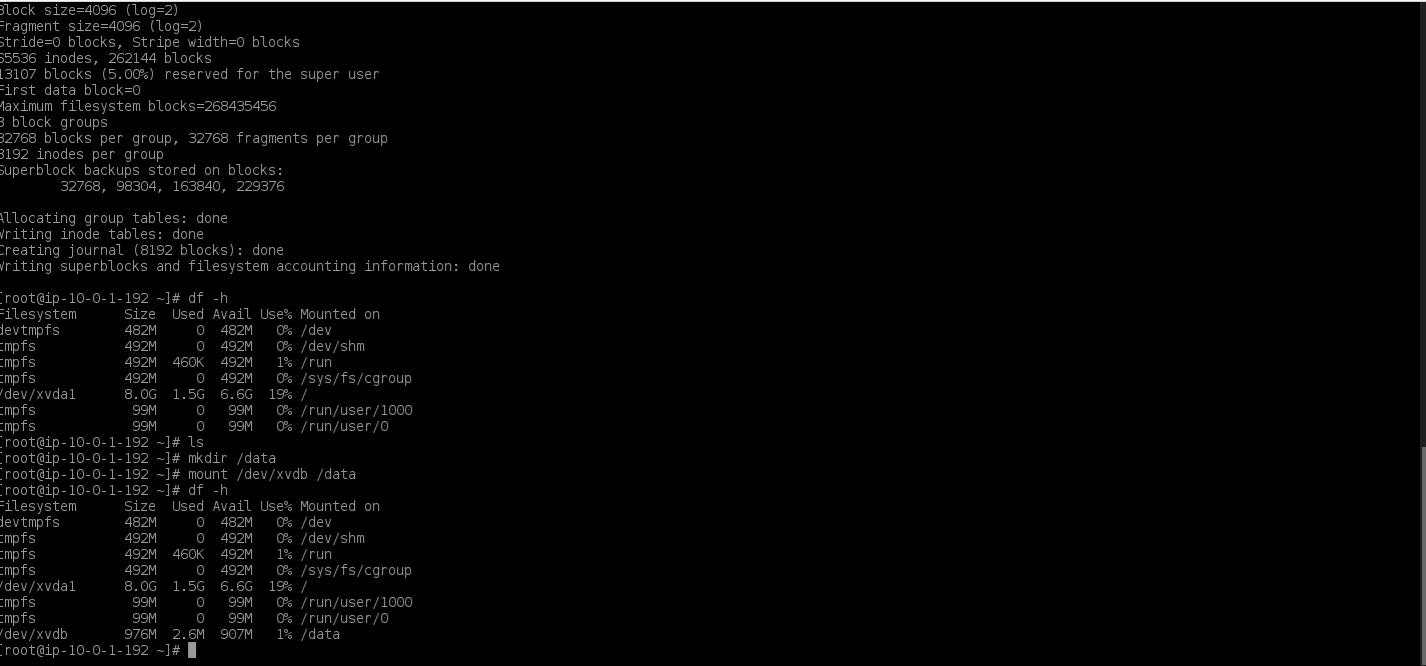 Block size=4096 (log=2)
Fragment size=4096 (log=2)
Stride=0 blocks, Stripe width=0 blocks
65536 inodes, 262144 blocks
13107 blocks (5.00%) reserved for the super user
First data block=0
Maximum filesystem blocks=268435456
8 block groups
32768 blocks per group, 32768 fragments per group
8192 inodes per group
Superblock backups stored on blocks:
        32768, 98304, 163840, 229376

Allocating group tables: done
Writing inode tables: done
Creating journal (8192 blocks): done
Writing superblocks and filesystem accounting information: done

[root@ip-10-0-1-192 ~]# df -h
Filesystem      Size  Used Avail Use% Mounted on
devtmpfs        482M     0  482M   0% /dev
tmpfs           492M     0  492M   0% /dev/shm
tmpfs           492M  460K  492M   1% /run
tmpfs           492M     0  492M   0% /sys/fs/cgroup
/dev/xvda1      8.0G  1.5G  6.6G  19% /
tmpfs            99M     0   99M   0% /run/user/1000
tmpfs            99M     0   99M   0% /run/user/0
[root@ip-10-0-1-192 ~]# ls
[root@ip-10-0-1-192 ~]# mkdir /data
[root@ip-10-0-1-192 ~]# mount /dev/xvdb /data
[root@ip-10-0-1-192 ~]# df -h
Filesystem      Size  Used Avail Use% Mounted on
devtmpfs        482M     0  482M   0% /dev
tmpfs           492M     0  492M   0% /dev/shm
tmpfs           492M  460K  492M   1% /run
tmpfs           492M     0  492M   0% /sys/fs/cgroup
/dev/xvda1      8.0G  1.5G  6.6G  19% /
tmpfs            99M     0   99M   0% /run/user/1000
tmpfs            99M     0   99M   0% /run/user/0
/dev/xvdb       976M  2.6M  907M   1% /data
[root@ip-10-0-1-192 ~]#